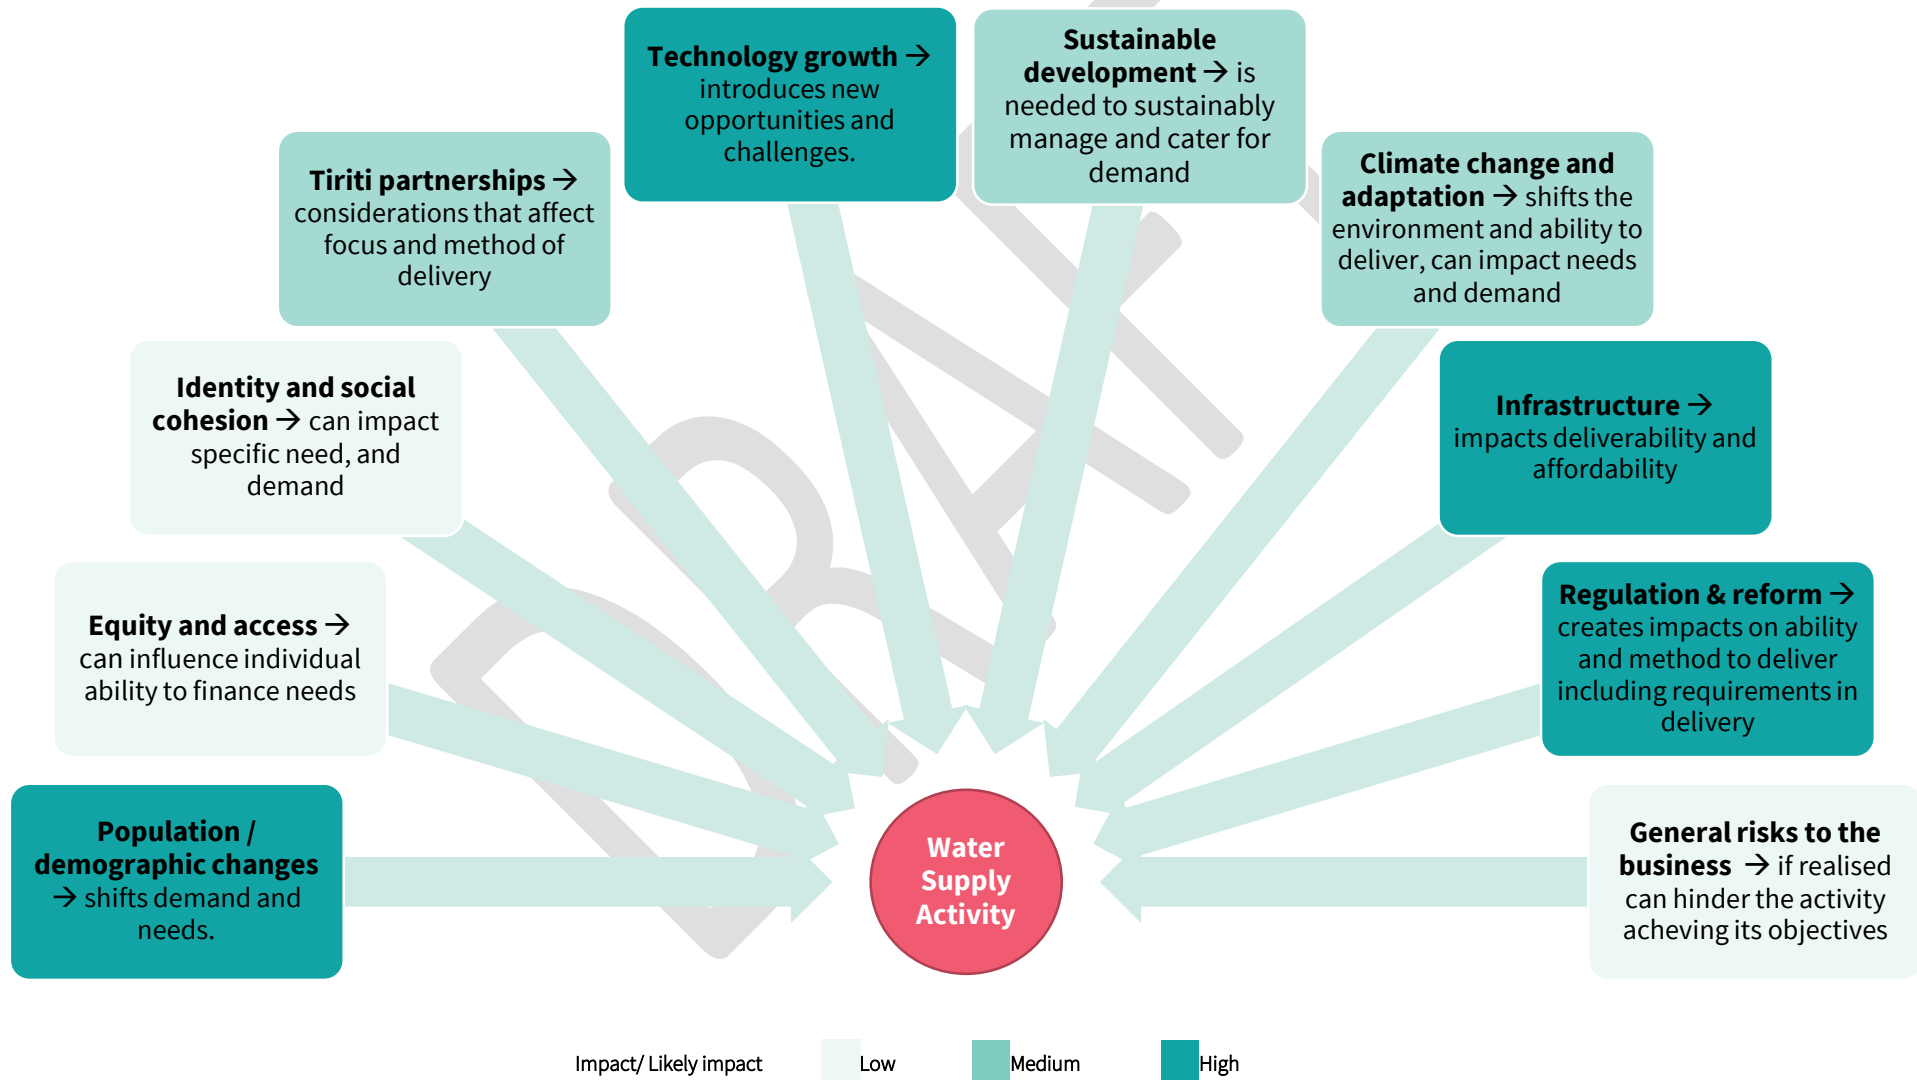 Technology growth →
introduces new
opportunities and
challenges.
Sustainable
development → is
needed to sustainably
manage and cater for
demand
Tiriti partnerships →
considerations that affect
focus and method of
delivery
Climate change and
adaptation → shifts the
environment and ability to
deliver, can impact needs
and demand
Identity and social
cohesion → can impact
specific need, and
demand
Infrastructure →
impacts deliverability and
affordability
Equity and access →
can influence individual
ability to finance needs
Regulation & reform →
creates impacts on ability
and method to deliver
including requirements in
delivery
Population /
demographic changes
→ shifts demand and
needs.
Water
Supply
Activity
General risks to the
business → if realised
can hinder the activity
acheving its objectives
DRAFT
Impact/ Likely impact Low Medium High